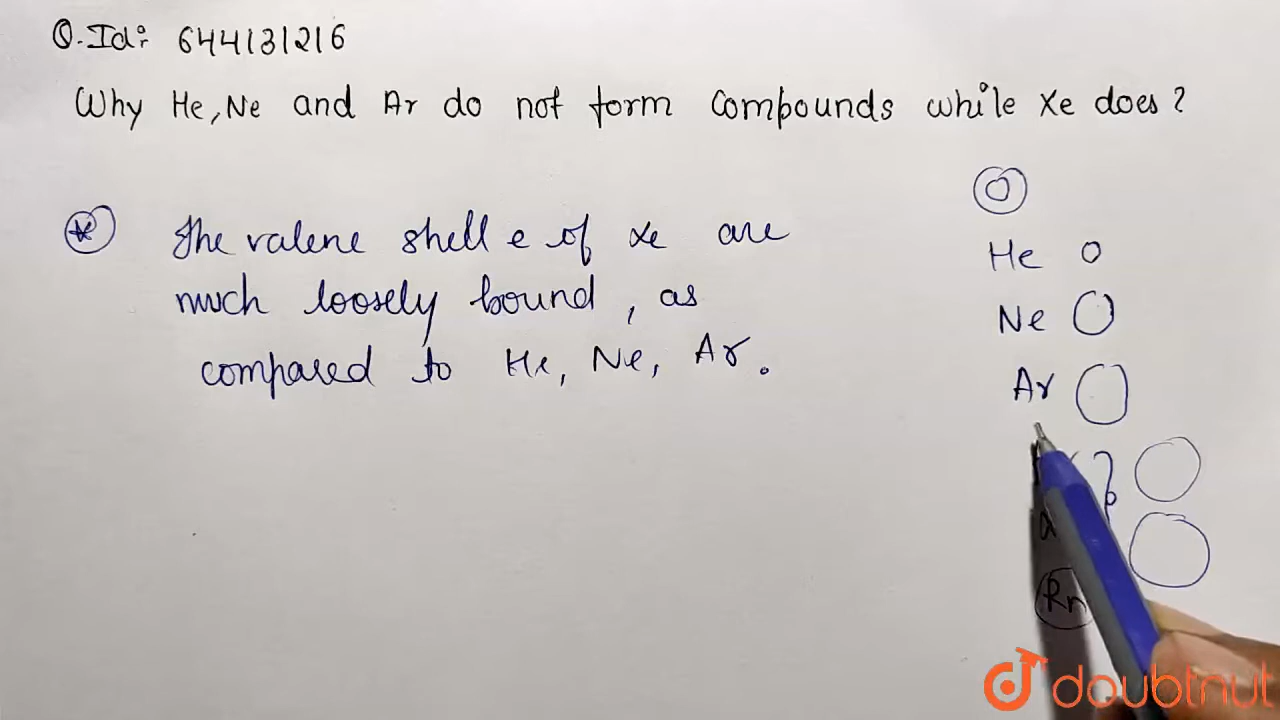 Q.Id: 644131216
Why He, Ne and Ar do not form compounds while Xe does?
The valene shell e of Xe are
much loosely bound, as
compared to He, Ne, Ar.
O
He
Ne
Ar
Rn
doubtnut